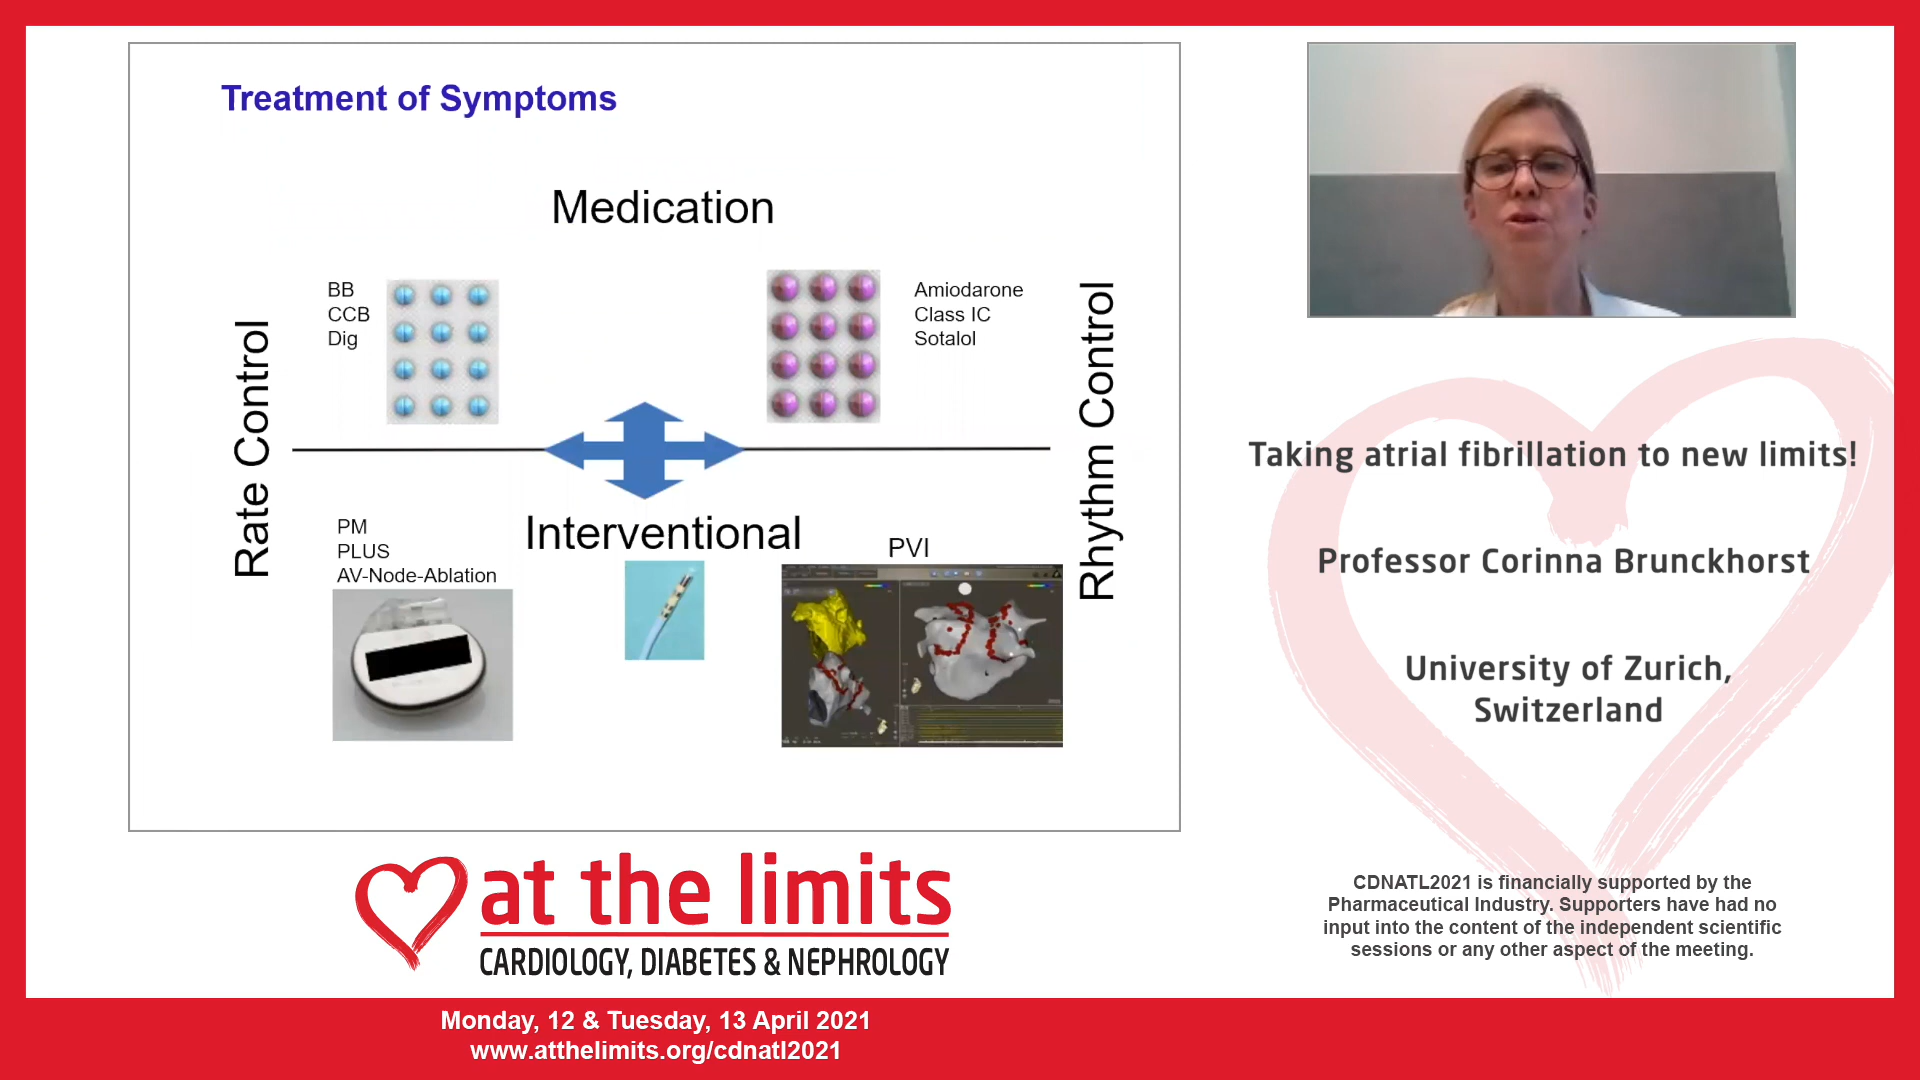 Treatment of Symptoms
Medication
BB
CCB
Dig
Amiodarone
Class IC
Sotalol
Rate Control
Rhythm Control
Interventional
PM
PLUS
AV-Node-Ablation
PVI
Taking atrial fibrillation to new limits!
Professor Corinna Brunckhorst
University of Zurich,
Switzerland
CDNATL2021 is financially supported by the
Pharmaceutical Industry. Supporters have had no
input into the content of the independent scientific
sessions or any other aspect of the meeting.
at the limits
CARDIOLOGY, DIABETES & NEPHROLOGY
Monday, 12 & Tuesday, 13 April 2021
www.atthelimits.org/cdnatl2021